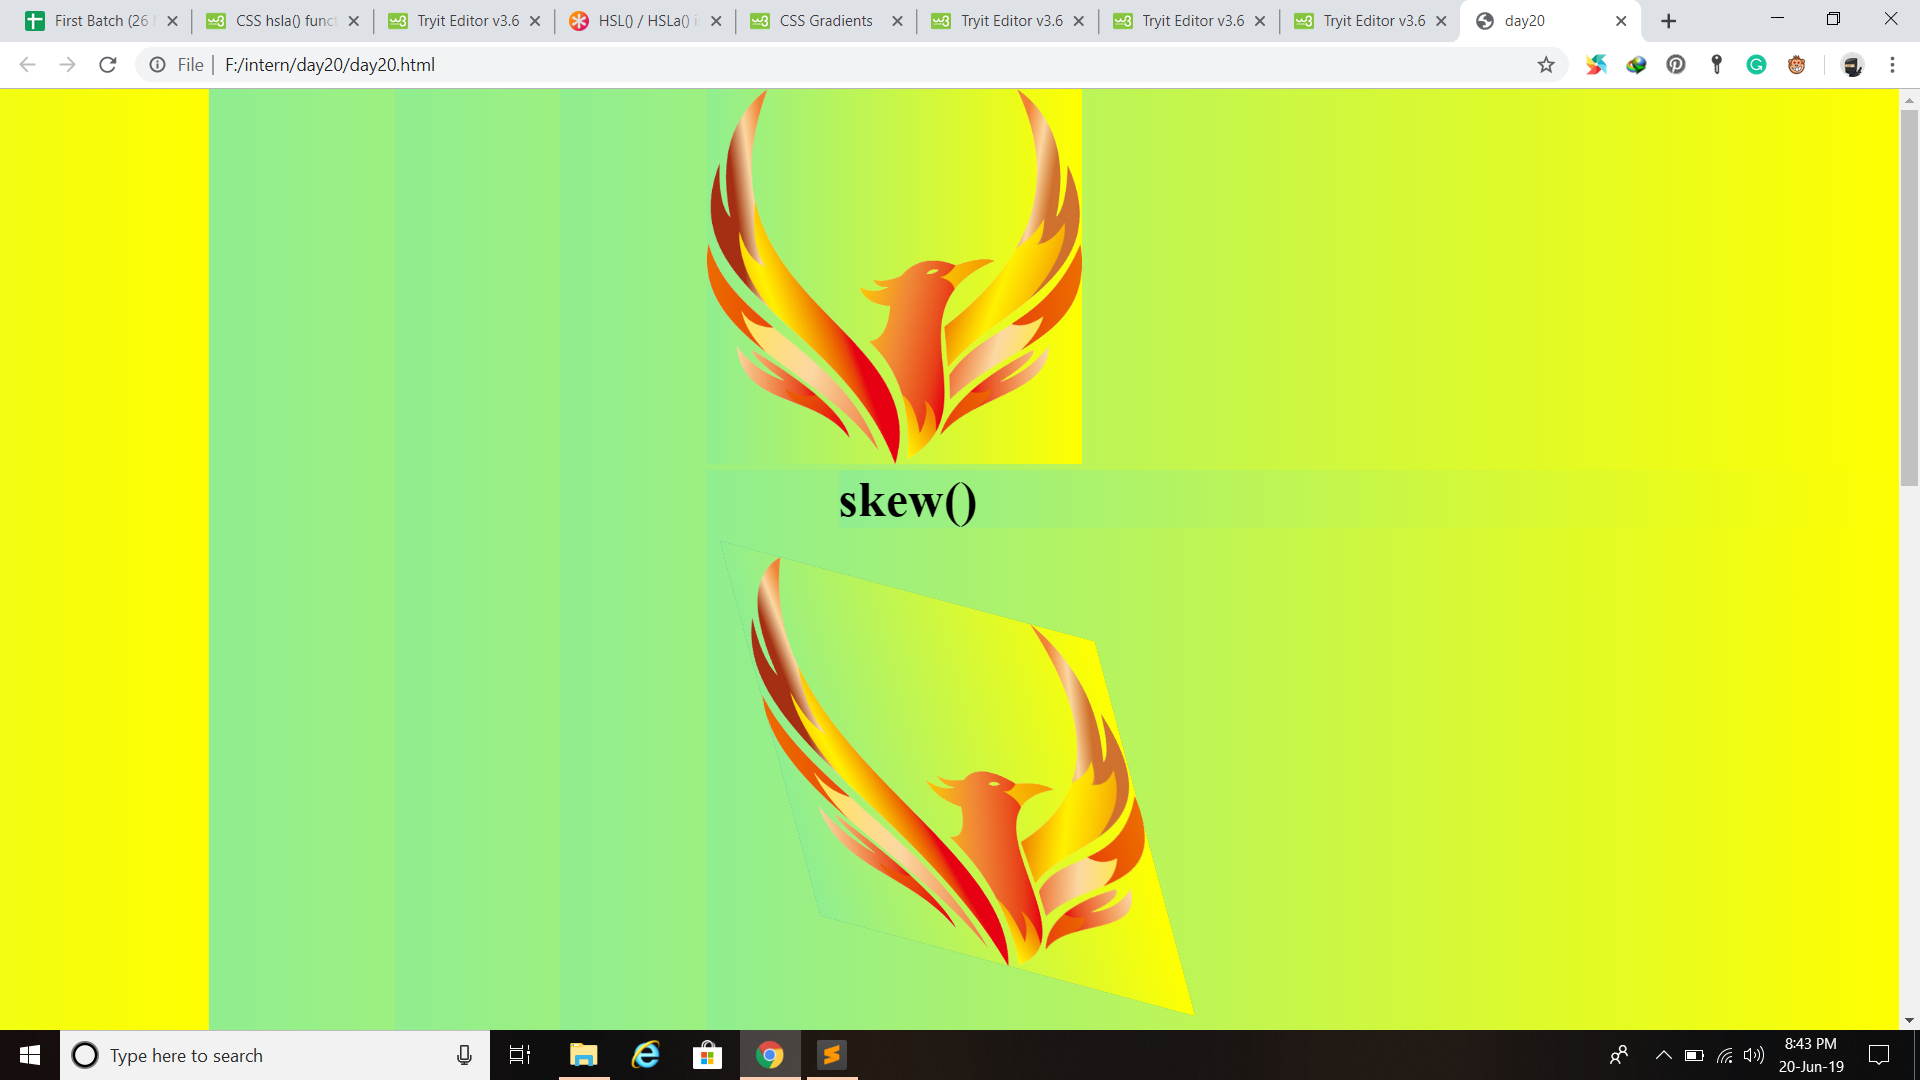 First Batch (26
CSS hsla() funct
Tryit Editor v3.6
HSL() / HSLa() i
CSS Gradients
Tryit Editor v3.6
Tryit Editor v3.6
Tryit Editor v3.6
day20
File
F:/intern/day20/day20.html
skew()
Type here to search
8:43 PM
20-Jun-19